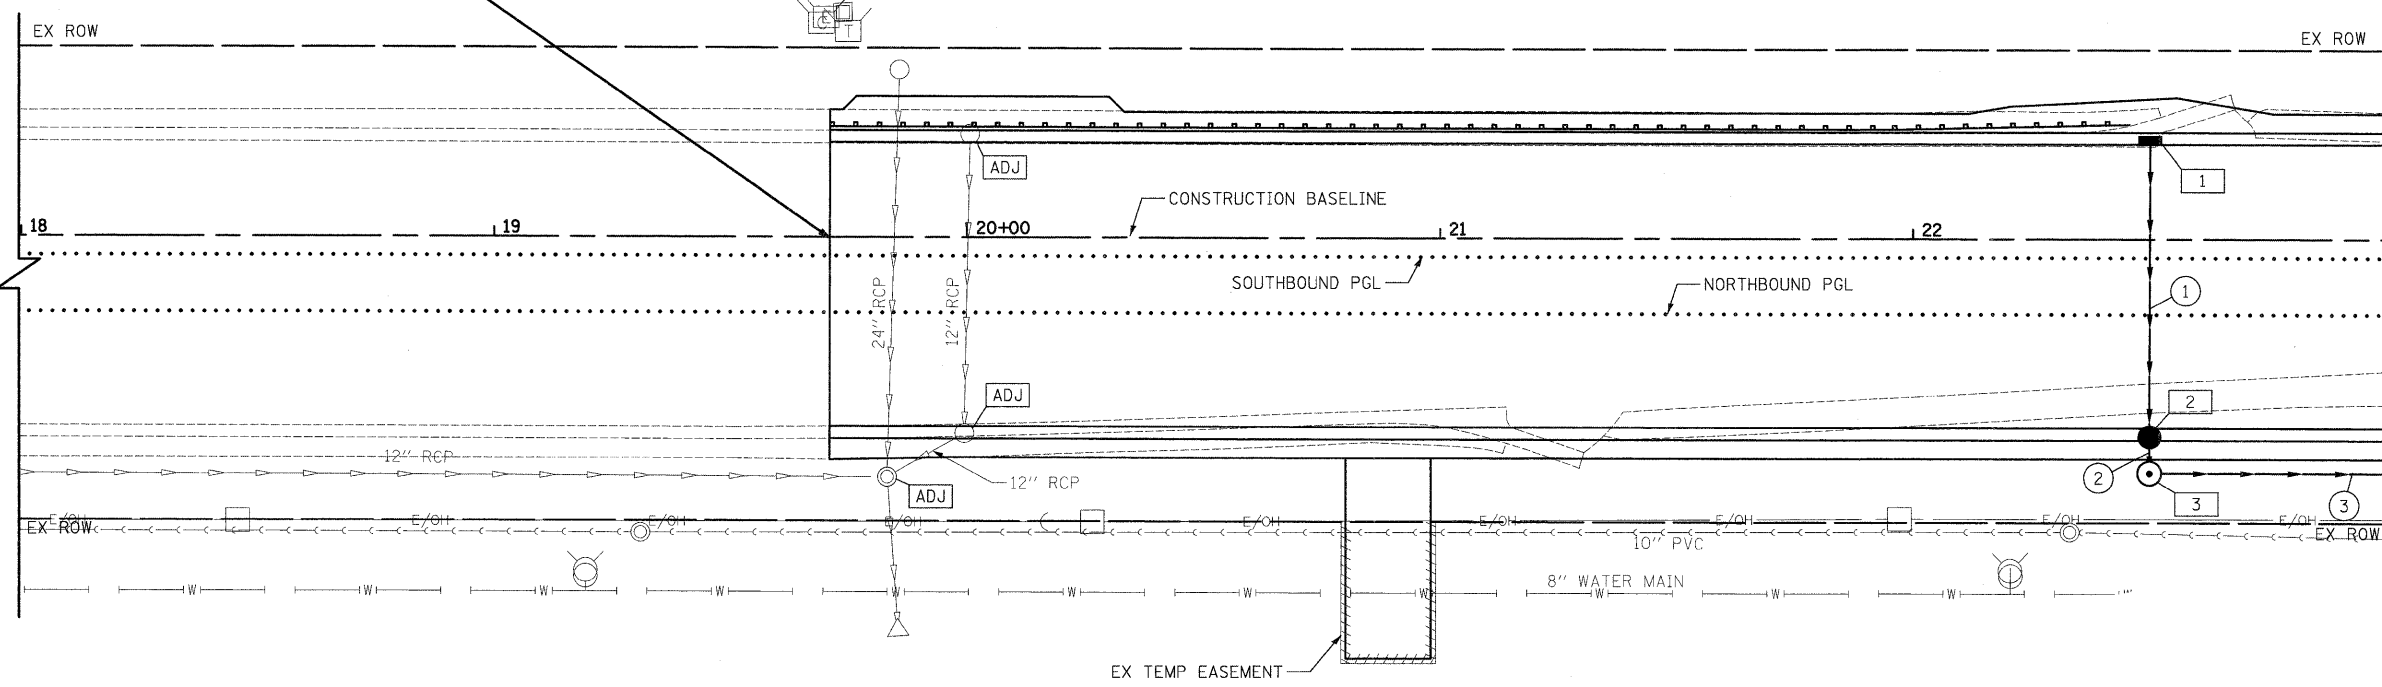 EX ROW
EX ROW
T
ADJ
1
CONSTRUCTION BASELINE
18
19
20+00
21
22
SOUTHBOUND PGL
NORTHBOUND PGL
24" RCP
12" RCP
1
ADJ
2
12" RCP
12" RCP
ADJ
2
3
3
EX ROW
E/OH
E/OH
E/OH
E/OH
E/OH
E/OH
E/OH
E/OH
E/OH
EX ROW
10" PVC
8" WATER MAIN
W
W
W
W
W
W
W
W
W
W
W
EX TEMP EASEMENT